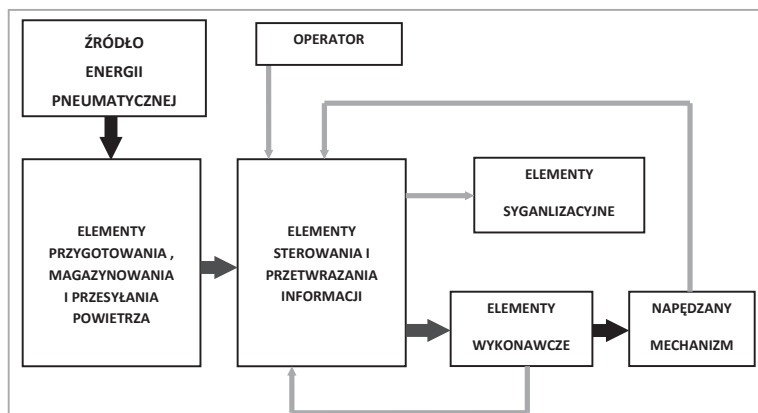 ŹRÓDŁO
ENERGII
PNEUMATYCZNEJ
OPERATOR
ELEMENTY
PRZYGOTOWANIA ,
MAGAZYNOWANIA
I PRZESYŁANIA
POWIETRZA
ELEMENTY
STEROWANIA I
PRZETWRAZANIA
INFORMACJI
ELEMENTY
SYGANLIZACYJNE
ELEMENTY
WYKONAWCZE
NAPĘDZANY
MECHANIZM